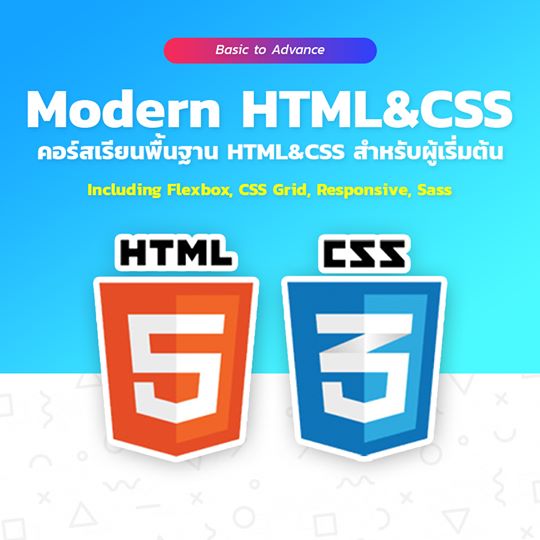 Basic to Advance
Modern HTML&CSS
คอร์สเรียนพื้นฐาน HTML&CSS สำหรับผู้เริ่มต้น
Including Flexbox, CSS Grid, Responsive, Sass
HTML CSS
5 3